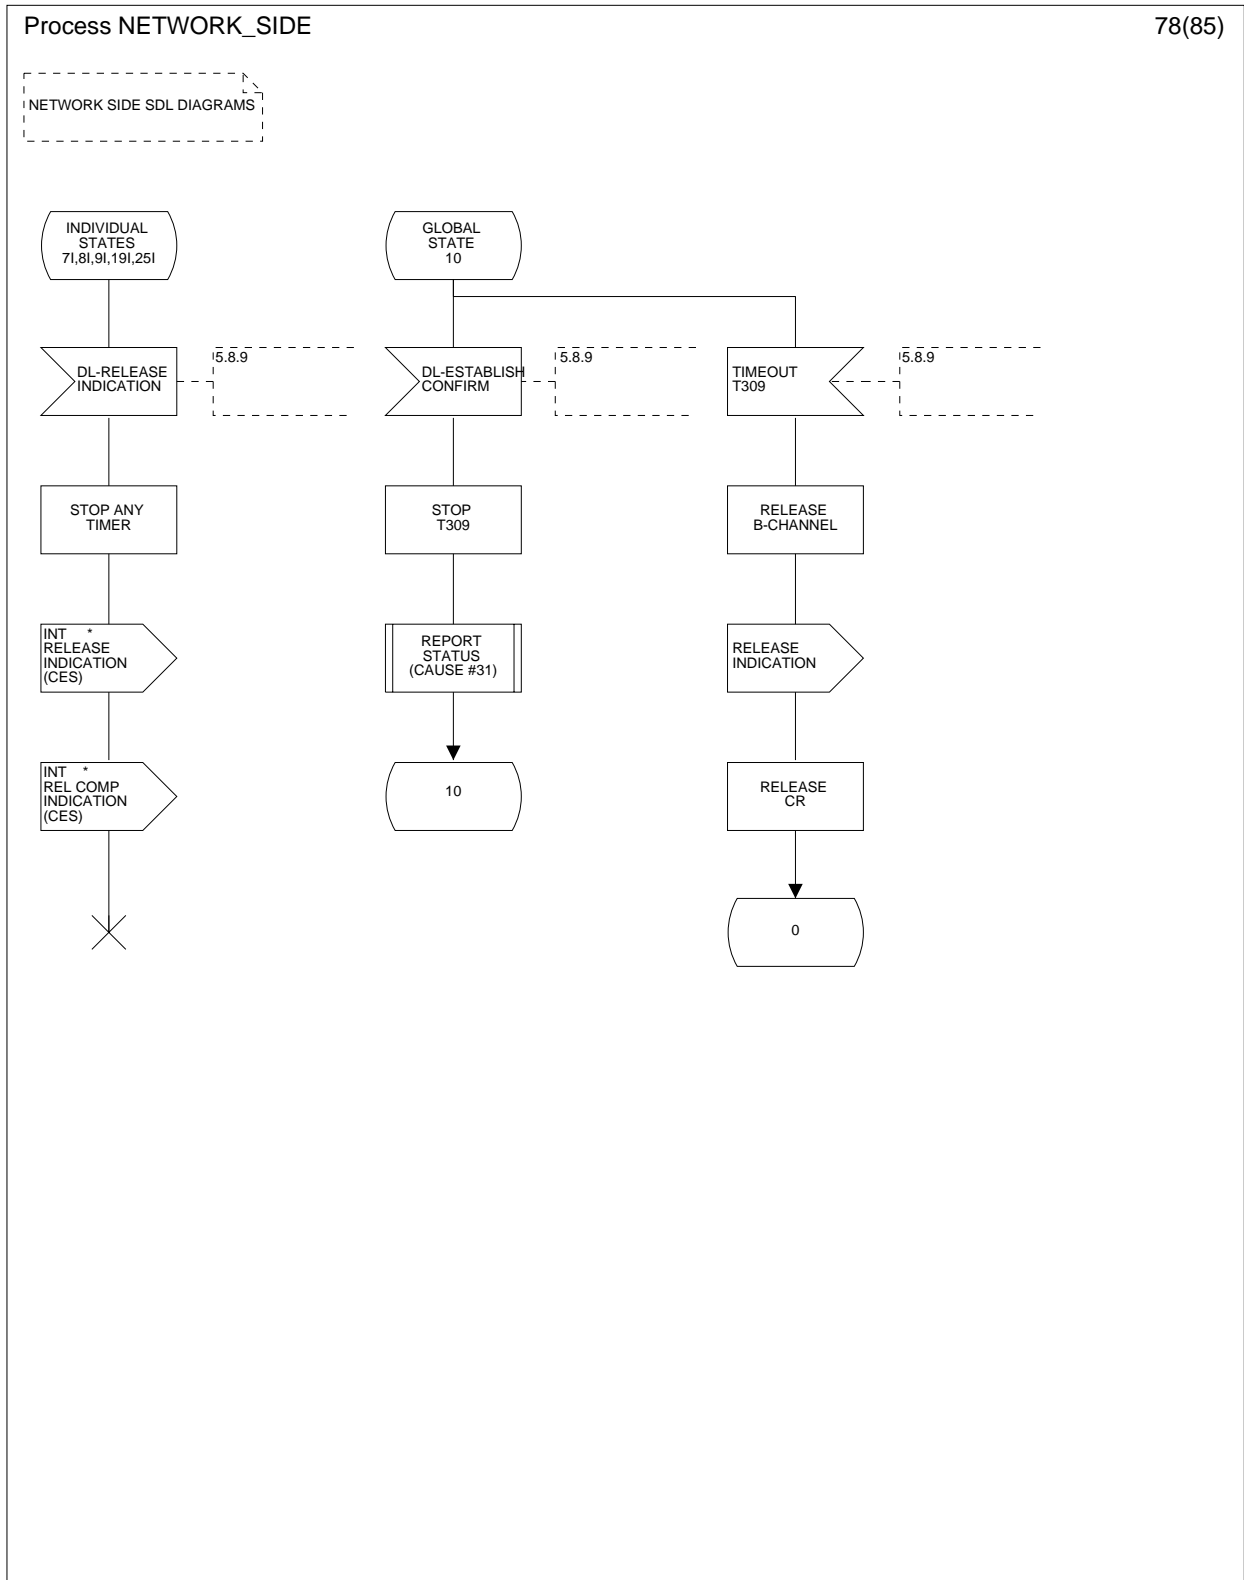 Process NETWORK_SIDE
78(85)
NETWORK SIDE SDL DIAGRAMS
INDIVIDUAL
STATES
7I,8I,9I,19I,25I
GLOBAL
STATE
10
DL-RELEASE
INDICATION
5.8.9
DL-ESTABLISH
CONFIRM
5.8.9
TIMEOUT
T309
5.8.9
STOP ANY
TIMER
STOP
T309
RELEASE
B-CHANNEL
INT *
RELEASE
INDICATION
(CES)
REPORT
STATUS
(CAUSE #31)
RELEASE
INDICATION
INT *
REL COMP
INDICATION
(CES)
10
RELEASE
CR
0